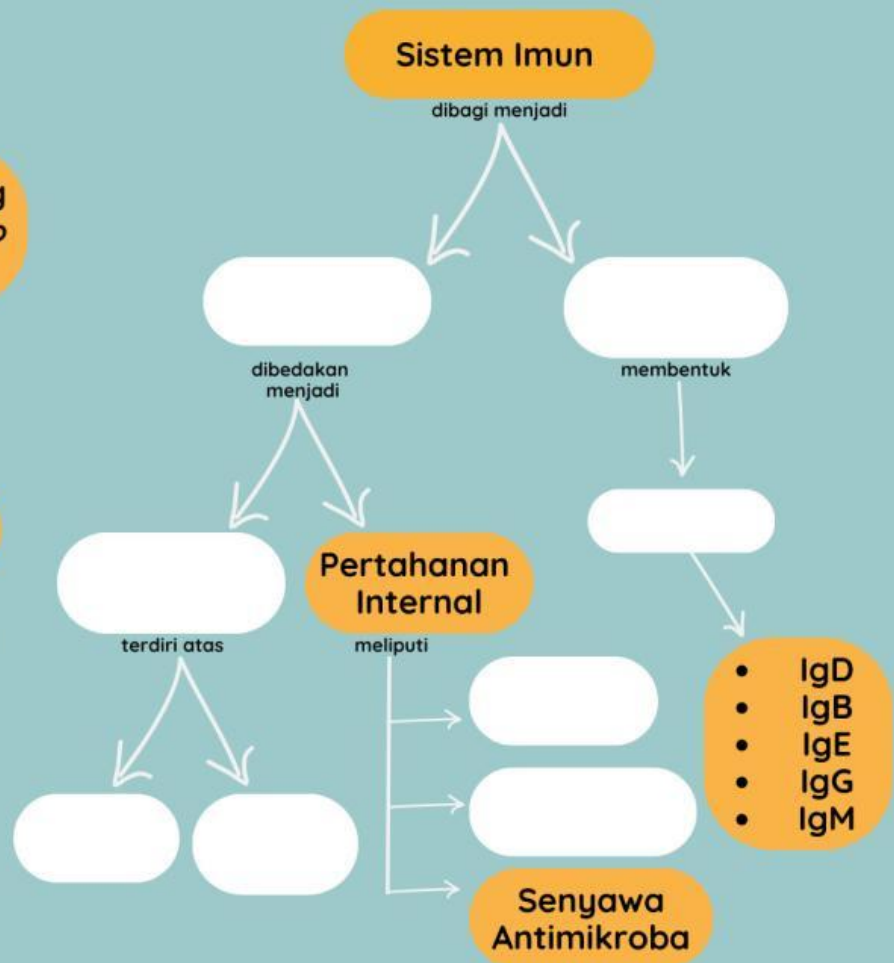 Sistem Imun
dibagi menjadi
dibedakan
menjadi
membentuk
Pertahanan
Internal
terdiri atas
meliputi
• IgD
• IgB
• IgE
• IgG
• IgM
Senyawa
Antimikroba